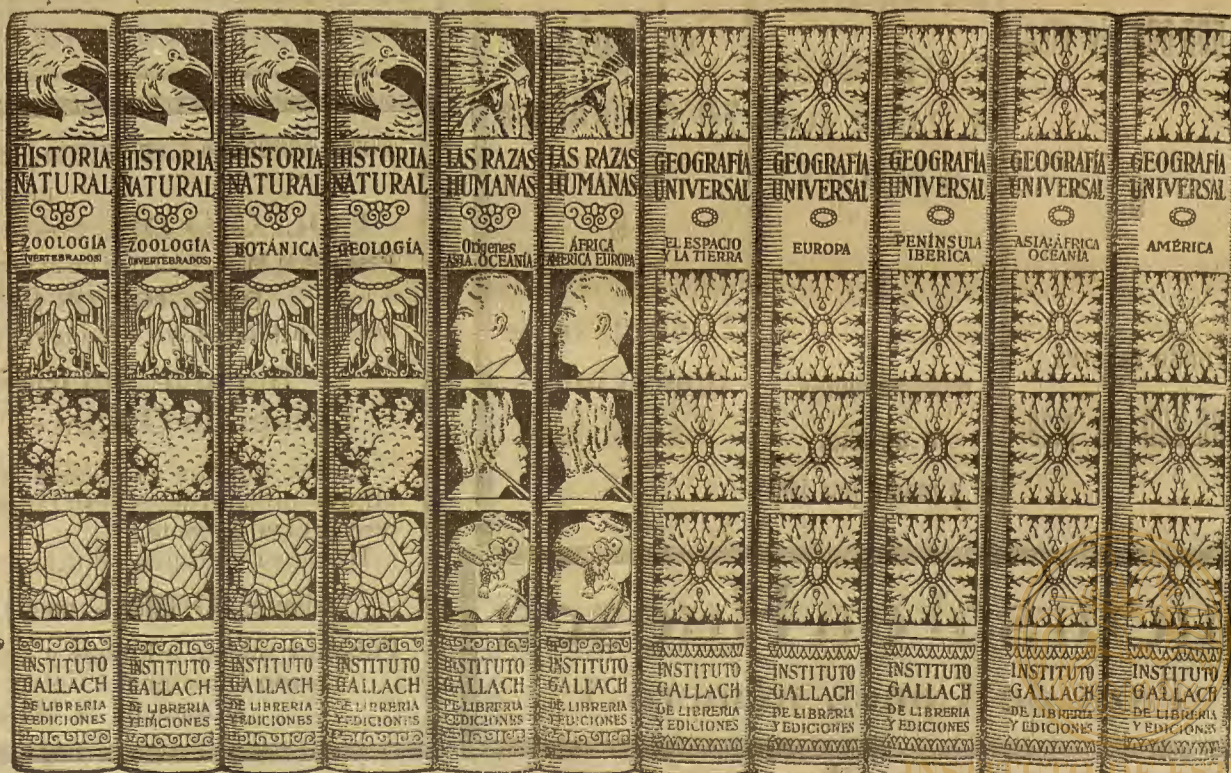 HISTORIA
NATURAL
ZOOLOGÍA
(VERTEBRADOS)
INSTITUTO
GALLACH
DE LIBRERIA
Y EDICIONES
HISTORIA
NATURAL
ZOOLOGÍA
(INVERTEBRADOS)
INSTITUTO
GALLACH
DE LIBRERIA
Y EDICIONES
HISTORIA
NATURAL
BOTÁNICA
INSTITUTO
GALLACH
DE LIBRERIA
Y EDICIONES
HISTORIA
NATURAL
GEOLOGÍA
INSTITUTO
GALLACH
DE LIBRERIA
Y EDICIONES
LAS RAZAS
HUMANAS
Orígenes
ASIA. OCEANÍA
INSTITUTO
GALLACH
DE LIBRERIA
Y EDICIONES
LAS RAZAS
HUMANAS
ÁFRICA
AMERICA EUROPA
INSTITUTO
GALLACH
DE LIBRERIA
Y EDICIONES
GEOGRAFÍA
UNIVERSAL
EL ESPACIO
Y LA TIERRA
INSTITUTO
GALLACH
DE LIBRERIA
Y EDICIONES
GEOGRAFÍA
UNIVERSAL
EUROPA
INSTITUTO
GALLACH
DE LIBRERIA
Y EDICIONES
GEOGRAFÍA
UNIVERSAL
PENÍNSULA
IBERICA
INSTITUTO
GALLACH
DE LIBRERIA
Y EDICIONES
GEOGRAFÍA
UNIVERSAL
ASIA:ÁFRICA
OCEANÍA
INSTITUTO
GALLACH
DE LIBRERIA
Y EDICIONES
GEOGRAFÍA
UNIVERSAL
AMÉRICA
INSTITUTO
GALLACH
DE LIBRERIA
Y EDICIONES